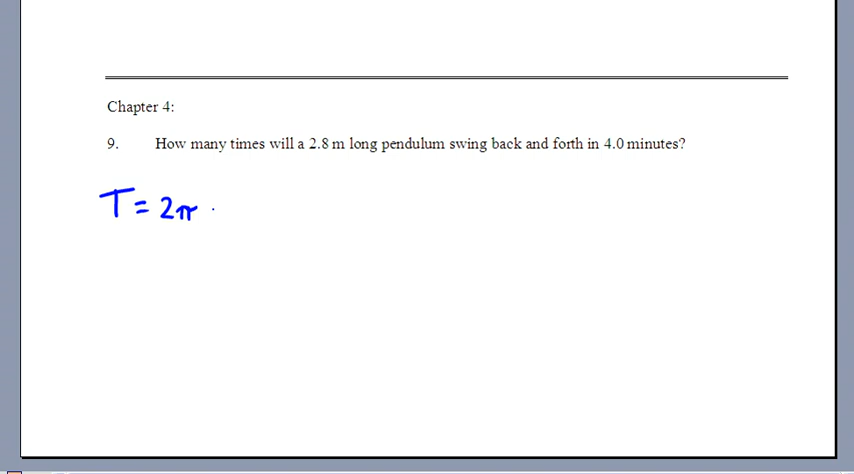 Chapter 4:
9. How many times will a 2.8 m long pendulum swing back and forth in 4.0 minutes?
T = 2π